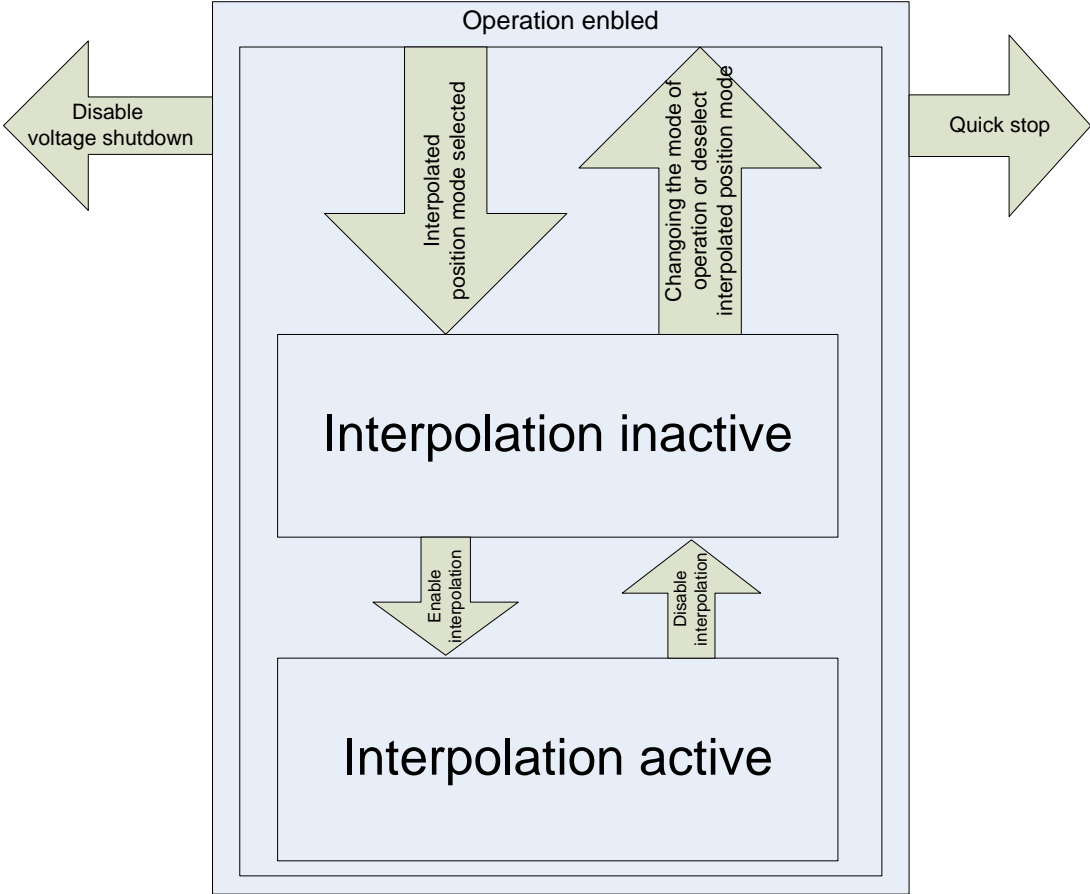 Operation enbled
Disable
voltage shutdown
Interpolated
position mode selected
Changoing the mode of
operation or deselect
interpolated position mode
Quick stop
Interpolation inactive
Enable
interpolation
Disable
interpolation
Interpolation active